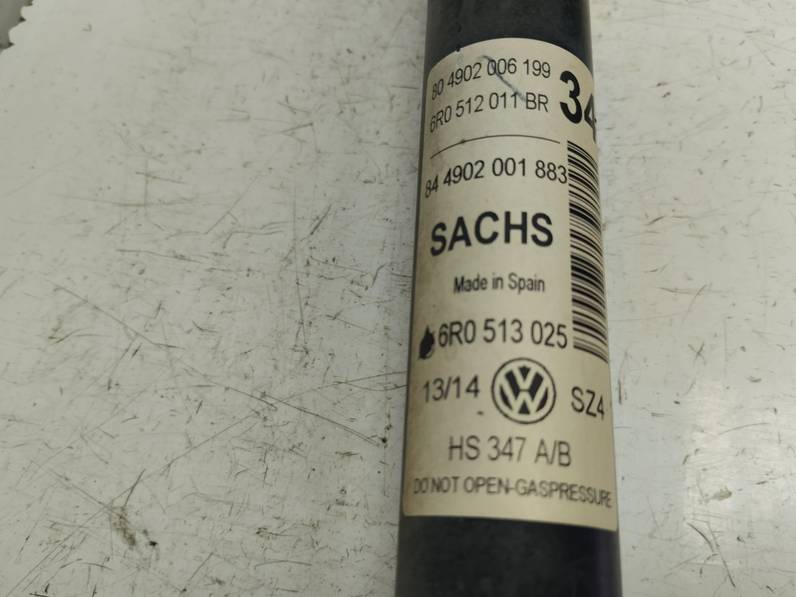 80 4902 006 199
6R0 512 011 BR
34
84 4902 001 883
SACHS
Made in Spain
6R0 513 025
13/14 VW SZ4
HS 347 A/B
DO NOT OPEN-GASPRESSURE